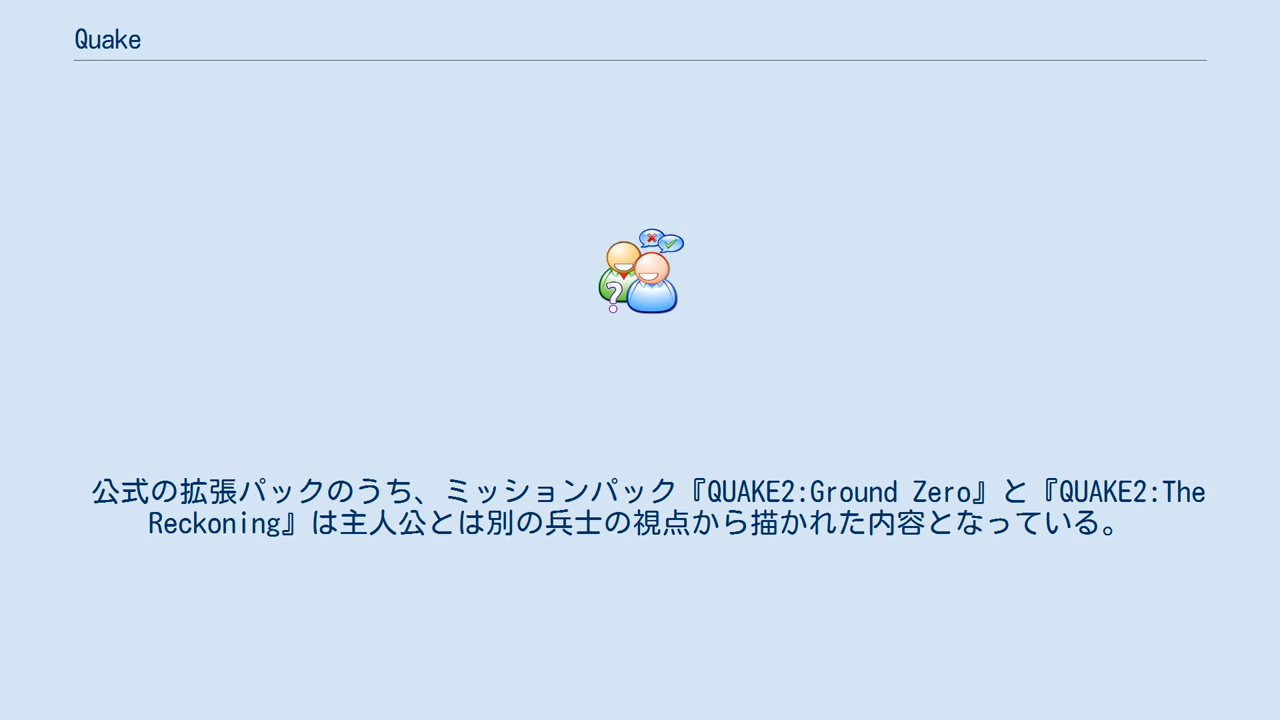 Quake
公式の拡張パックのうち、ミッションパック『QUAKE2:Ground Zero』と『QUAKE2:The
Reckoning』は主人公とは別の兵士の視点から描かれた内容となっている。